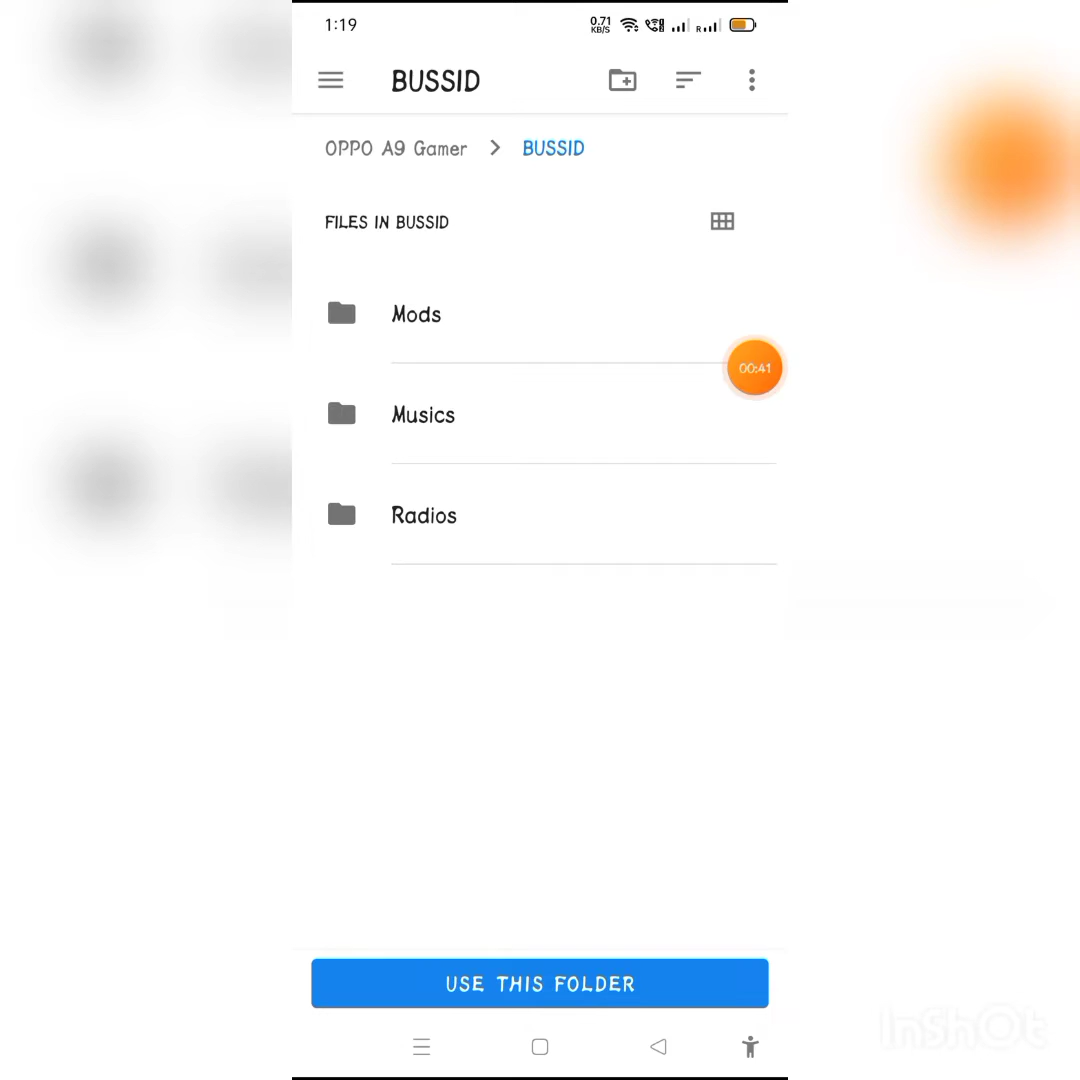 1:19
0.71
KB/S
R
BUSSID
OPPO A9 Gamer > BUSSID
FILES IN BUSSID
Mods
00:41
Musics
Radios
USE THIS FOLDER
InShOt